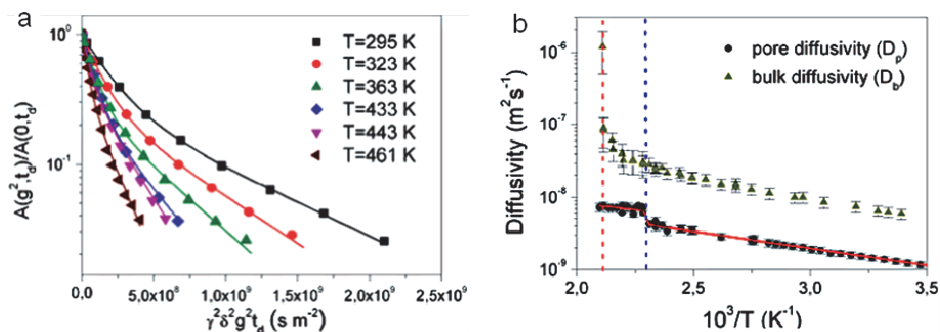 a
10⁰
10⁻¹
A(g²,t_d)/A(0,t_d)
T=295 K
T=323 K
T=363 K
T=433 K
T=443 K
T=461 K
0,0 5,0x10⁸ 1,0x10⁹ 1,5x10⁹ 2,0x10⁹ 2,5x10⁹
γ²δ²g²t_d (s m⁻²)
b
10⁻⁶
10⁻⁷
10⁻⁸
10⁻⁹
Diffusivity (m²s⁻¹)
pore diffusivity (D_p)
bulk diffusivity (D_b)
2,0 2,5 3,0 3,5
10³/T (K⁻¹)